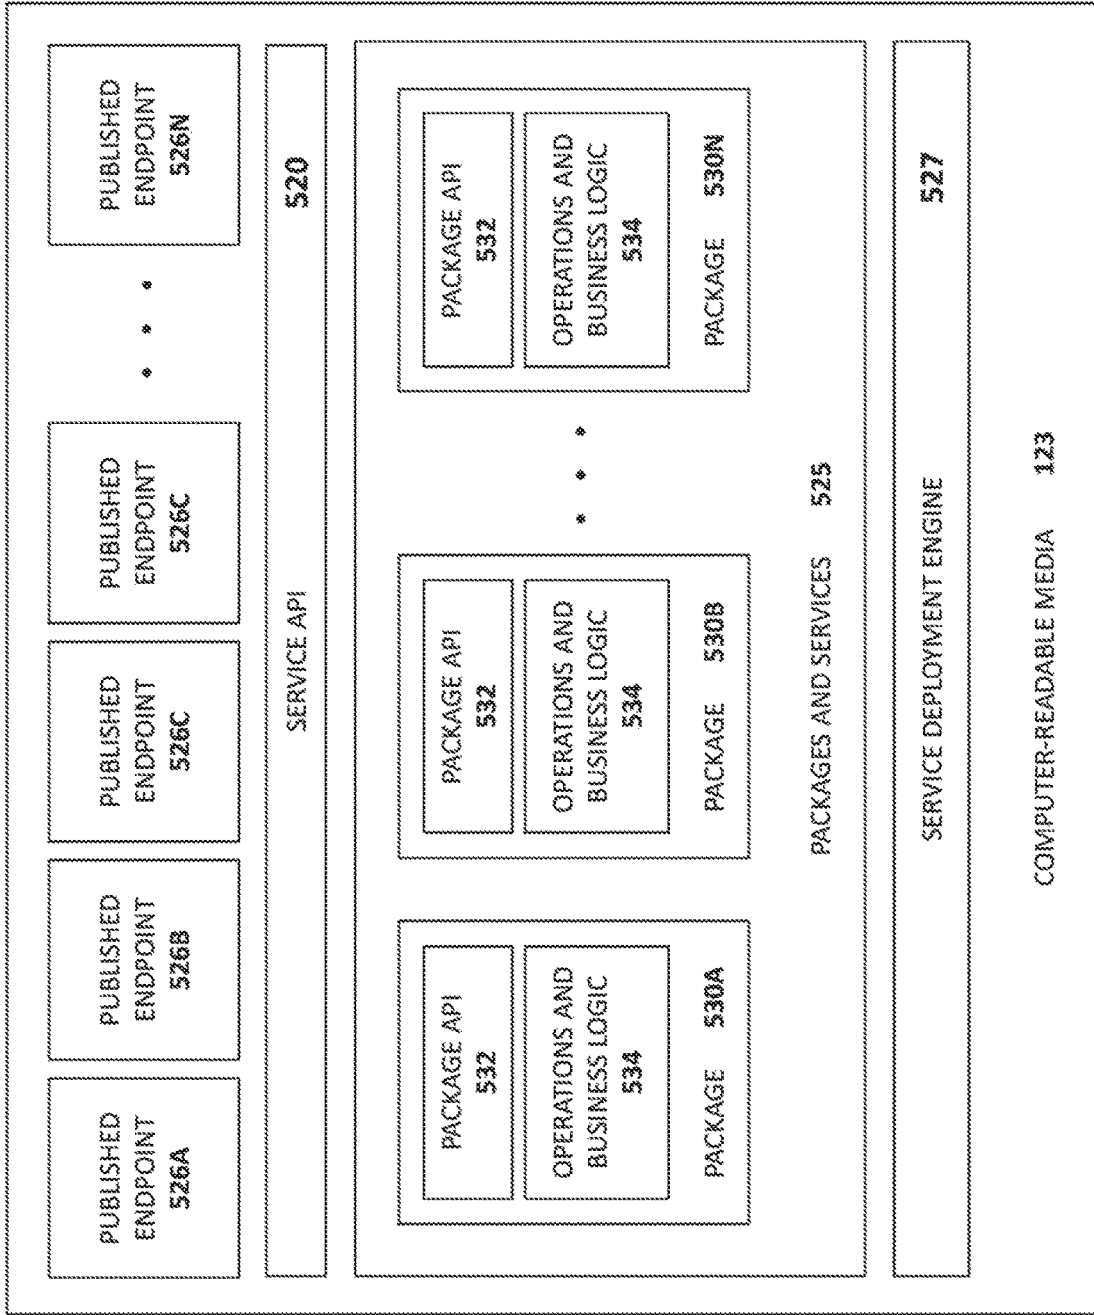 PUBLISHED
ENDPOINT
526A
PUBLISHED
ENDPOINT
526B
PUBLISHED
ENDPOINT
526C
PUBLISHED
ENDPOINT
526C
PUBLISHED
ENDPOINT
526N
SERVICE API 520
PACKAGE API
532
OPERATIONS AND
BUSINESS LOGIC
534
PACKAGE 530A
PACKAGE API
532
OPERATIONS AND
BUSINESS LOGIC
534
PACKAGE 530B
PACKAGE API
532
OPERATIONS AND
BUSINESS LOGIC
534
PACKAGE 530N
PACKAGES AND SERVICES 525
SERVICE DEPLOYMENT ENGINE 527
COMPUTER-READABLE MEDIA 123